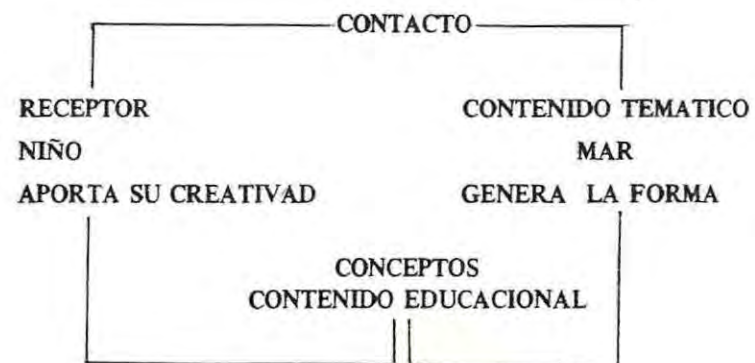 CONTACTO
RECEPTOR
NIÑO
APORTA SU CREATIVAD
CONTENIDO TEMATICO
MAR
GENERA LA FORMA
CONCEPTOS
CONTENIDO EDUCACIONAL